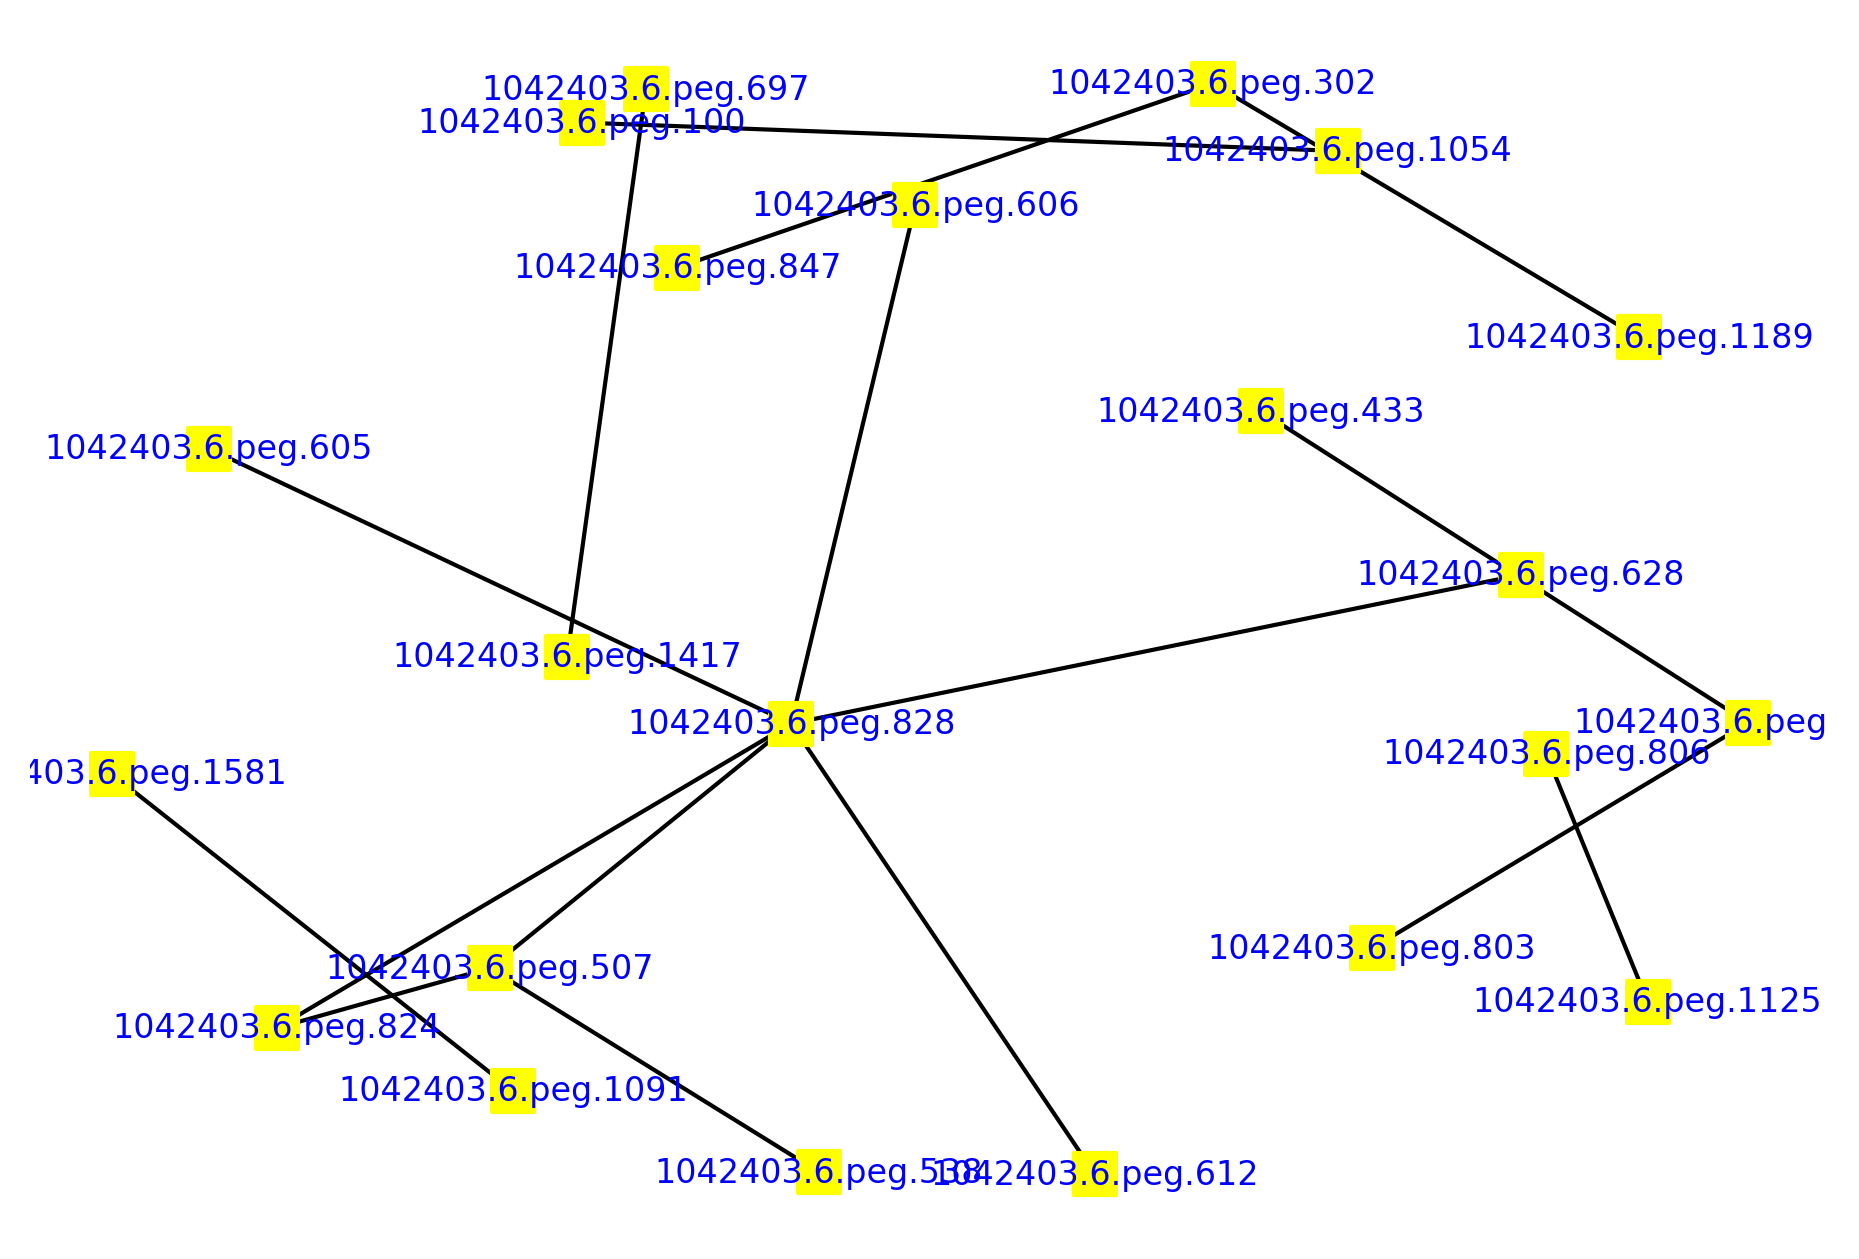 1042403.6.peg.697
1042403.6.peg.302
1042403.6.peg.100
1042403.6.peg.1054
1042403.6.peg.606
1042403.6.peg.847
1042403.6.peg.1189
1042403.6.peg.433
1042403.6.peg.605
1042403.6.peg.628
1042403.6.peg.1417
1042403.6.peg.828
1042403.6.peg
1042403.6.peg.806
403.6.peg.1581
1042403.6.peg.803
1042403.6.peg.507
1042403.6.peg.1125
1042403.6.peg.824
1042403.6.peg.1091
1042403.6.peg.538
1042403.6.peg.612